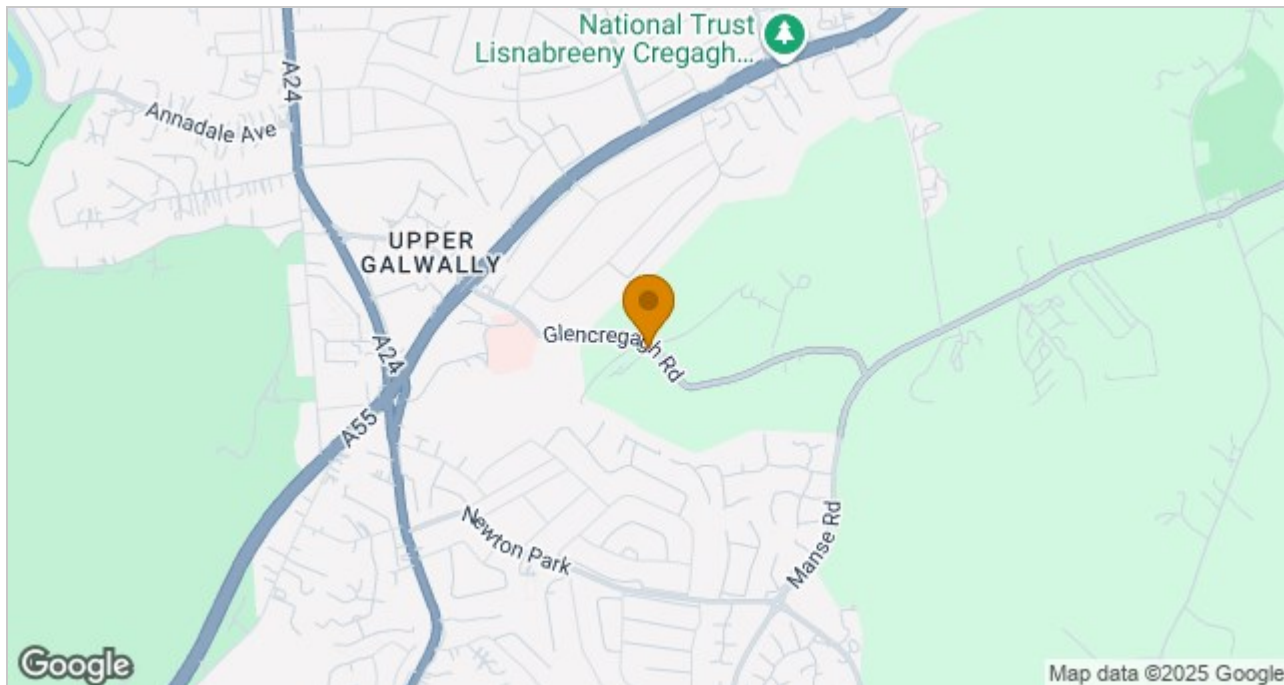 National Trust
Lisnabreeny Cregagh...
A24
Annadale Ave
UPPER
GALWALLY
Glencregagh Rd
A24
A55
Newton Park
Manse Rd
Google
Map data ©2025 Google